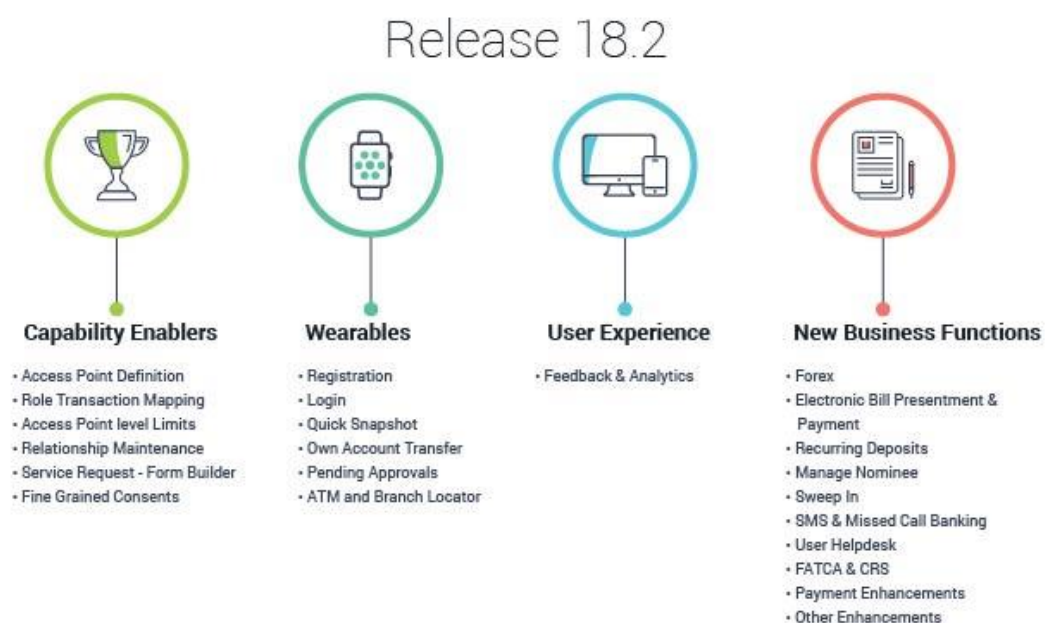 Release 18.2
Capability Enablers
• Access Point Definition
• Role Transaction Mapping
• Access Point level Limits
• Relationship Maintenance
• Service Request - Form Builder
• Fine Grained Consents
Wearables
• Registration
• Login
• Quick Snapshot
• Own Account Transfer
• Pending Approvals
• ATM and Branch Locator
User Experience
• Feedback & Analytics
New Business Functions
• Forex
• Electronic Bill Presentment &
Payment
• Recurring Deposits
• Manage Nominee
• Sweep In
• SMS & Missed Call Banking
• User Helpdesk
• FATCA & CRS
• Payment Enhancements
• Other Enhancements